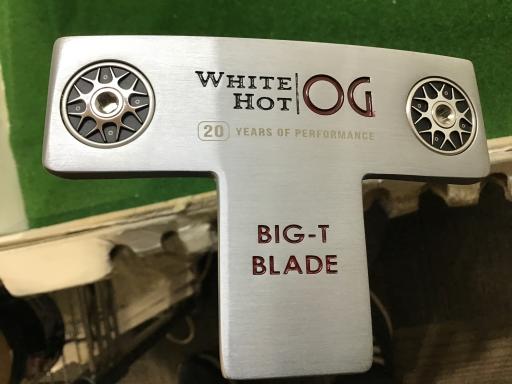 WHITE HOT OG
20 YEARS OF PERFORMANCE
BIG-T
BLADE